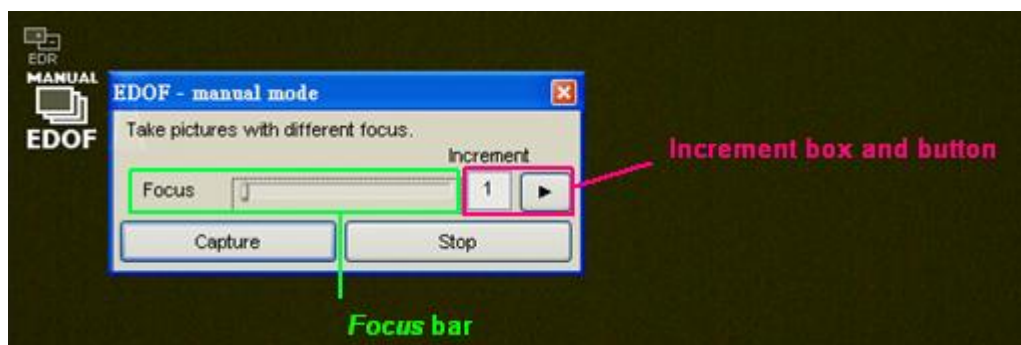 EDR
MANUAL
EDOF
EDOF - manual mode
Take pictures with different focus.
Increment
Focus
1
Capture
Stop
Increment box and button
Focus bar